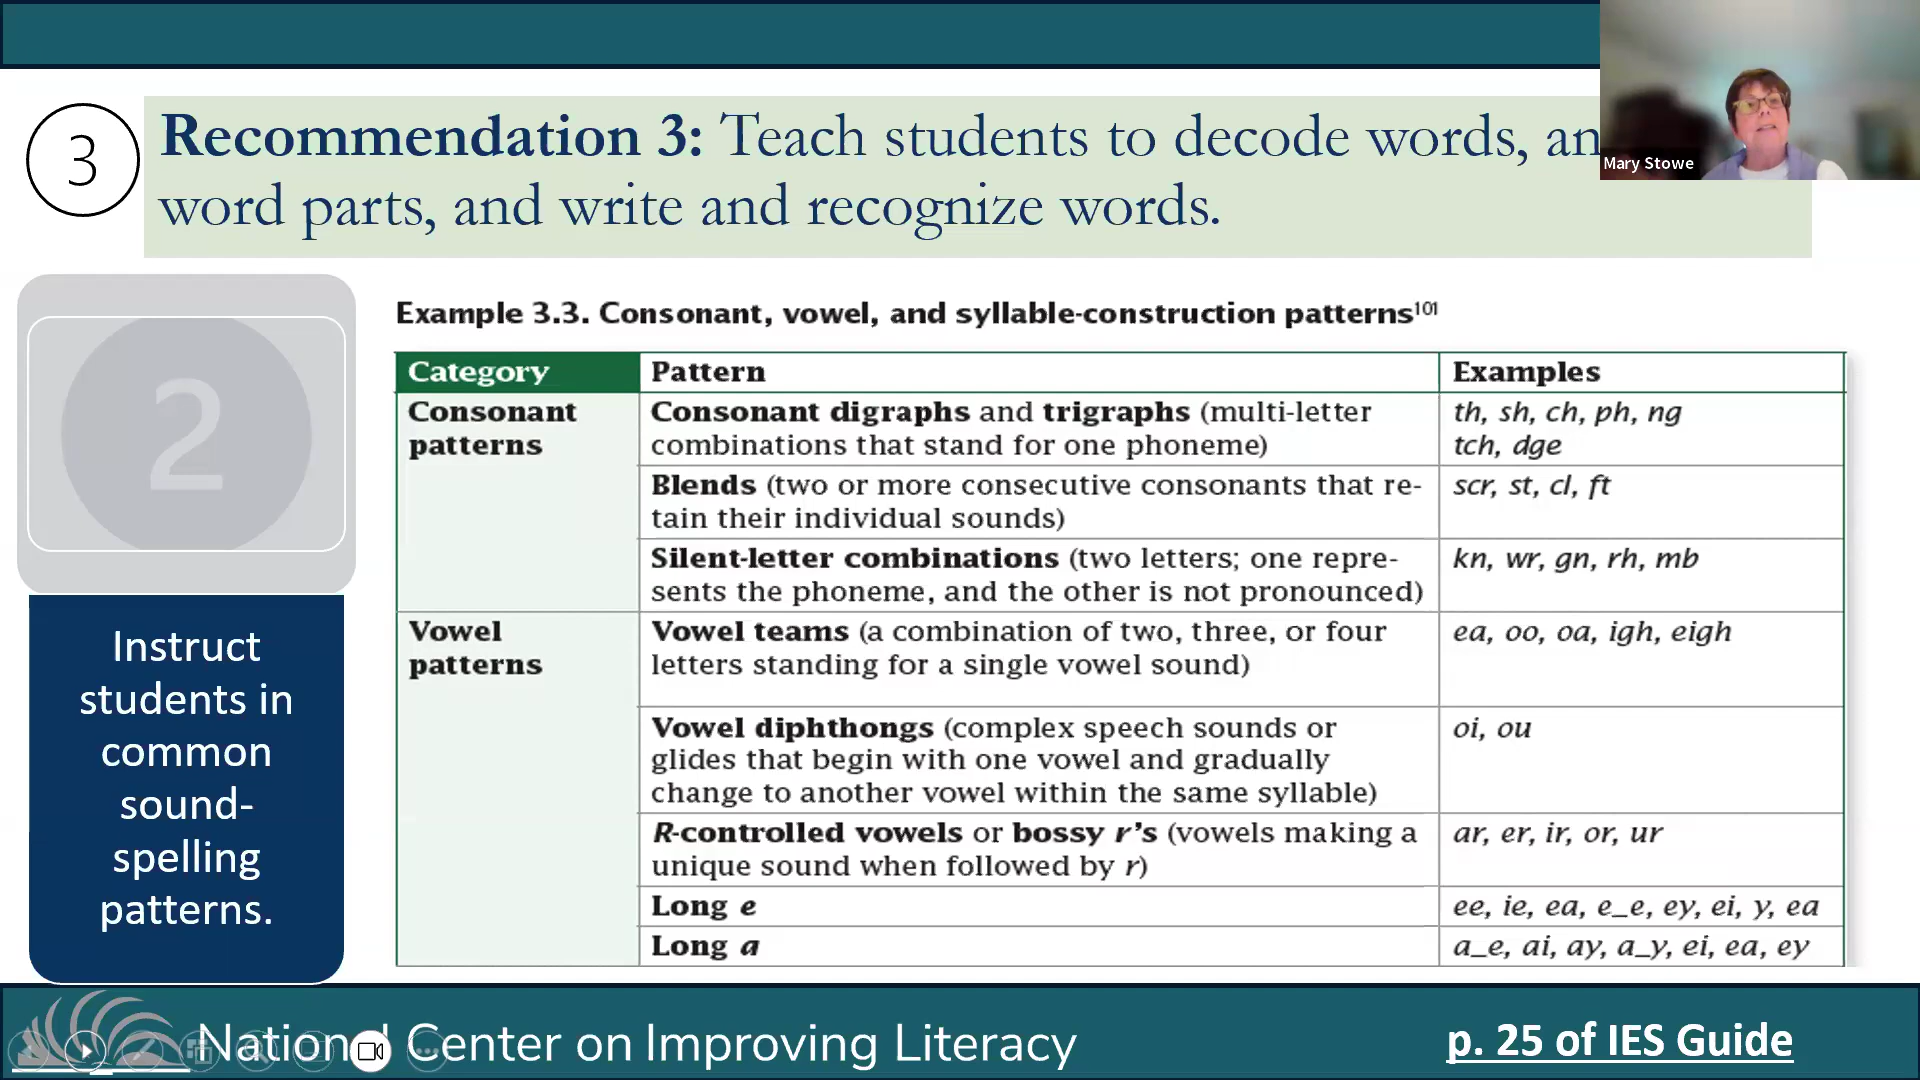 3
Recommendation 3: Teach students to decode words, an
word parts, and write and recognize words.
Mary Stowe
2
Instruct
students in
common
sound-
spelling
patterns.
Example 3.3. Consonant, vowel, and syllable-construction patterns101
Category Pattern Examples
Consonant patterns
Consonant digraphs and trigraphs (multi-letter
combinations that stand for one phoneme)
th, sh, ch, ph, ng
tch, dge
Blends (two or more consecutive consonants that re-
tain their individual sounds)
scr, st, cl, ft
Silent-letter combinations (two letters; one repre-
sents the phoneme, and the other is not pronounced)
kn, wr, gn, rh, mb
Vowel patterns
Vowel teams (a combination of two, three, or four
letters standing for a single vowel sound)
ea, oo, oa, igh, eigh
Vowel diphthongs (complex speech sounds or
glides that begin with one vowel and gradually
change to another vowel within the same syllable)
oi, ou
R-controlled vowels or bossy r's (vowels making a
unique sound when followed by r)
ar, er, ir, or, ur
Long e ee, ie, ea, e_e, ey, ei, y, ea
Long a a_e, ai, ay, a_y, ei, ea, ey
National Center on Improving Literacy
p. 25 of IES Guide